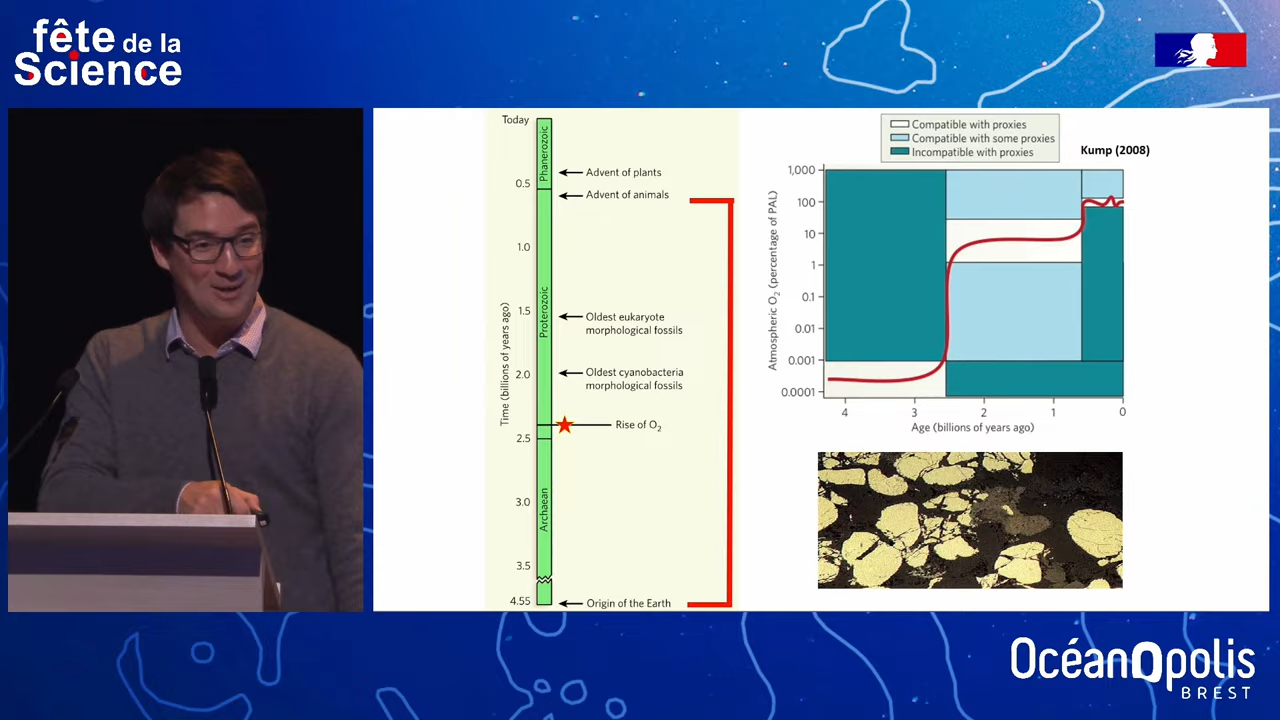 fête de la
Science
Today
Phanerozoic
Advent of plants
0.5
Advent of animals
1.0
Proterozoic
1.5
Oldest eukaryote
morphological fossils
Time (billions of years ago)
2.0
Oldest cyanobacteria
morphological fossils
Rise of O₂
2.5
Archaean
3.0
3.5
4.55
Origin of the Earth
Compatible with proxies
Compatible with some proxies
Incompatible with proxies
Kump (2008)
Atmospheric O₂ (percentage of PAL)
1,000
100
10
1
0.1
0.01
0.001
0.0001
4 3 2 1 0
Age (billions of years ago)
OcéanOpolis
BREST